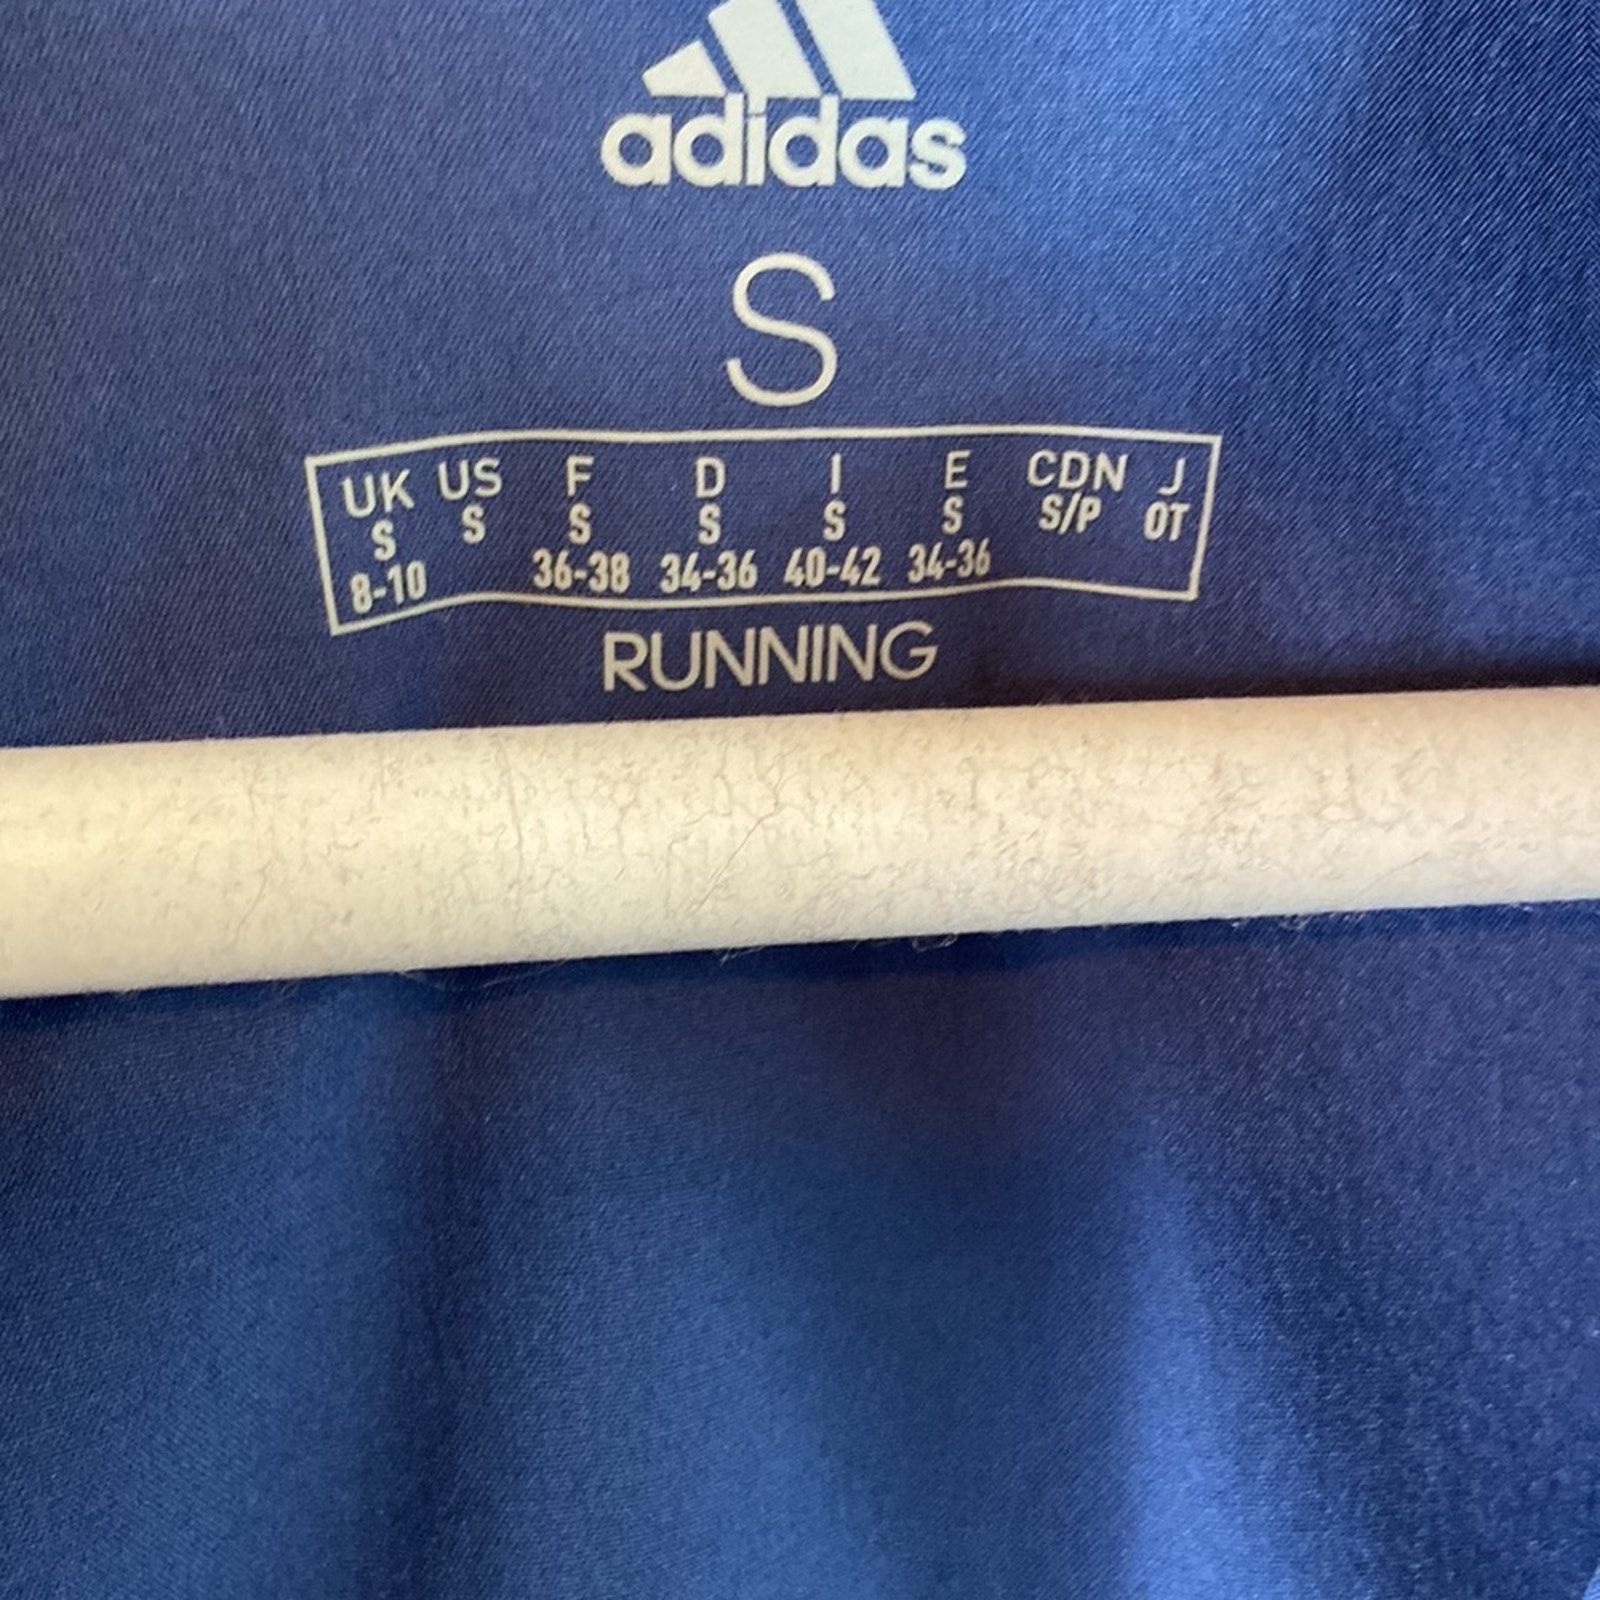 adidas
S
UK US F D I E CDN J
S S S S S S S/P OT
8-10 36-38 34-36 40-42 34-36
RUNNING